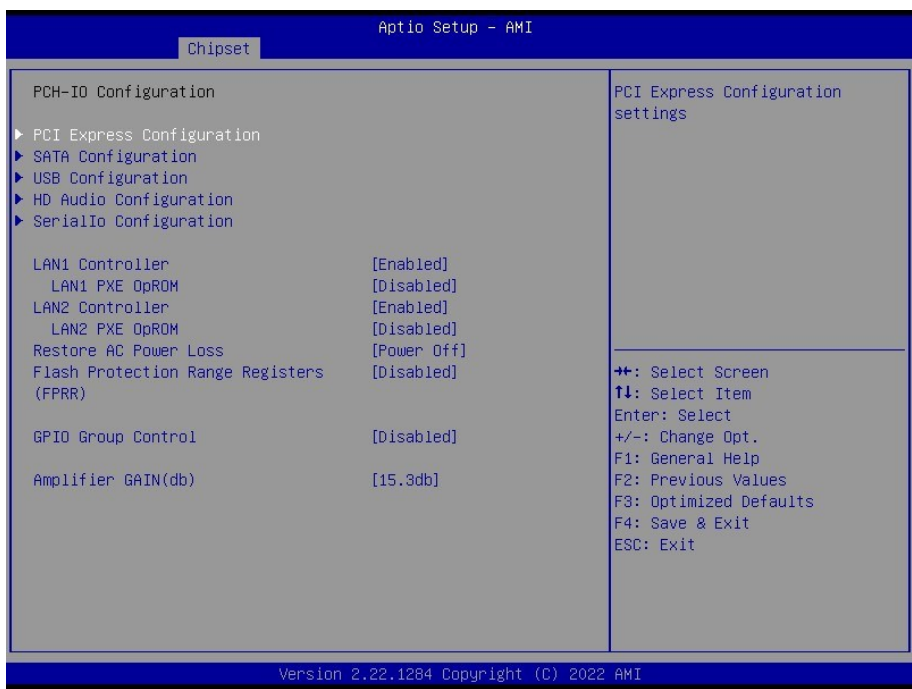 Aptio Setup – AMI
Chipset
PCH-IO Configuration
PCI Express Configuration
SATA Configuration
USB Configuration
HD Audio Configuration
SerialIo Configuration
LAN1 Controller [Enabled]
LAN1 PXE OpROM [Disabled]
LAN2 Controller [Enabled]
LAN2 PXE OpROM [Disabled]
Restore AC Power Loss [Power Off]
Flash Protection Range Registers [Disabled]
(FPRR)
GPIO Group Control [Disabled]
Amplifier GAIN(db) [15.3db]
PCI Express Configuration
settings
→←: Select Screen
↑↓: Select Item
Enter: Select
+/-: Change Opt.
F1: General Help
F2: Previous Values
F3: Optimized Defaults
F4: Save & Exit
ESC: Exit
Version 2.22.1284 Copyright (C) 2022 AMI